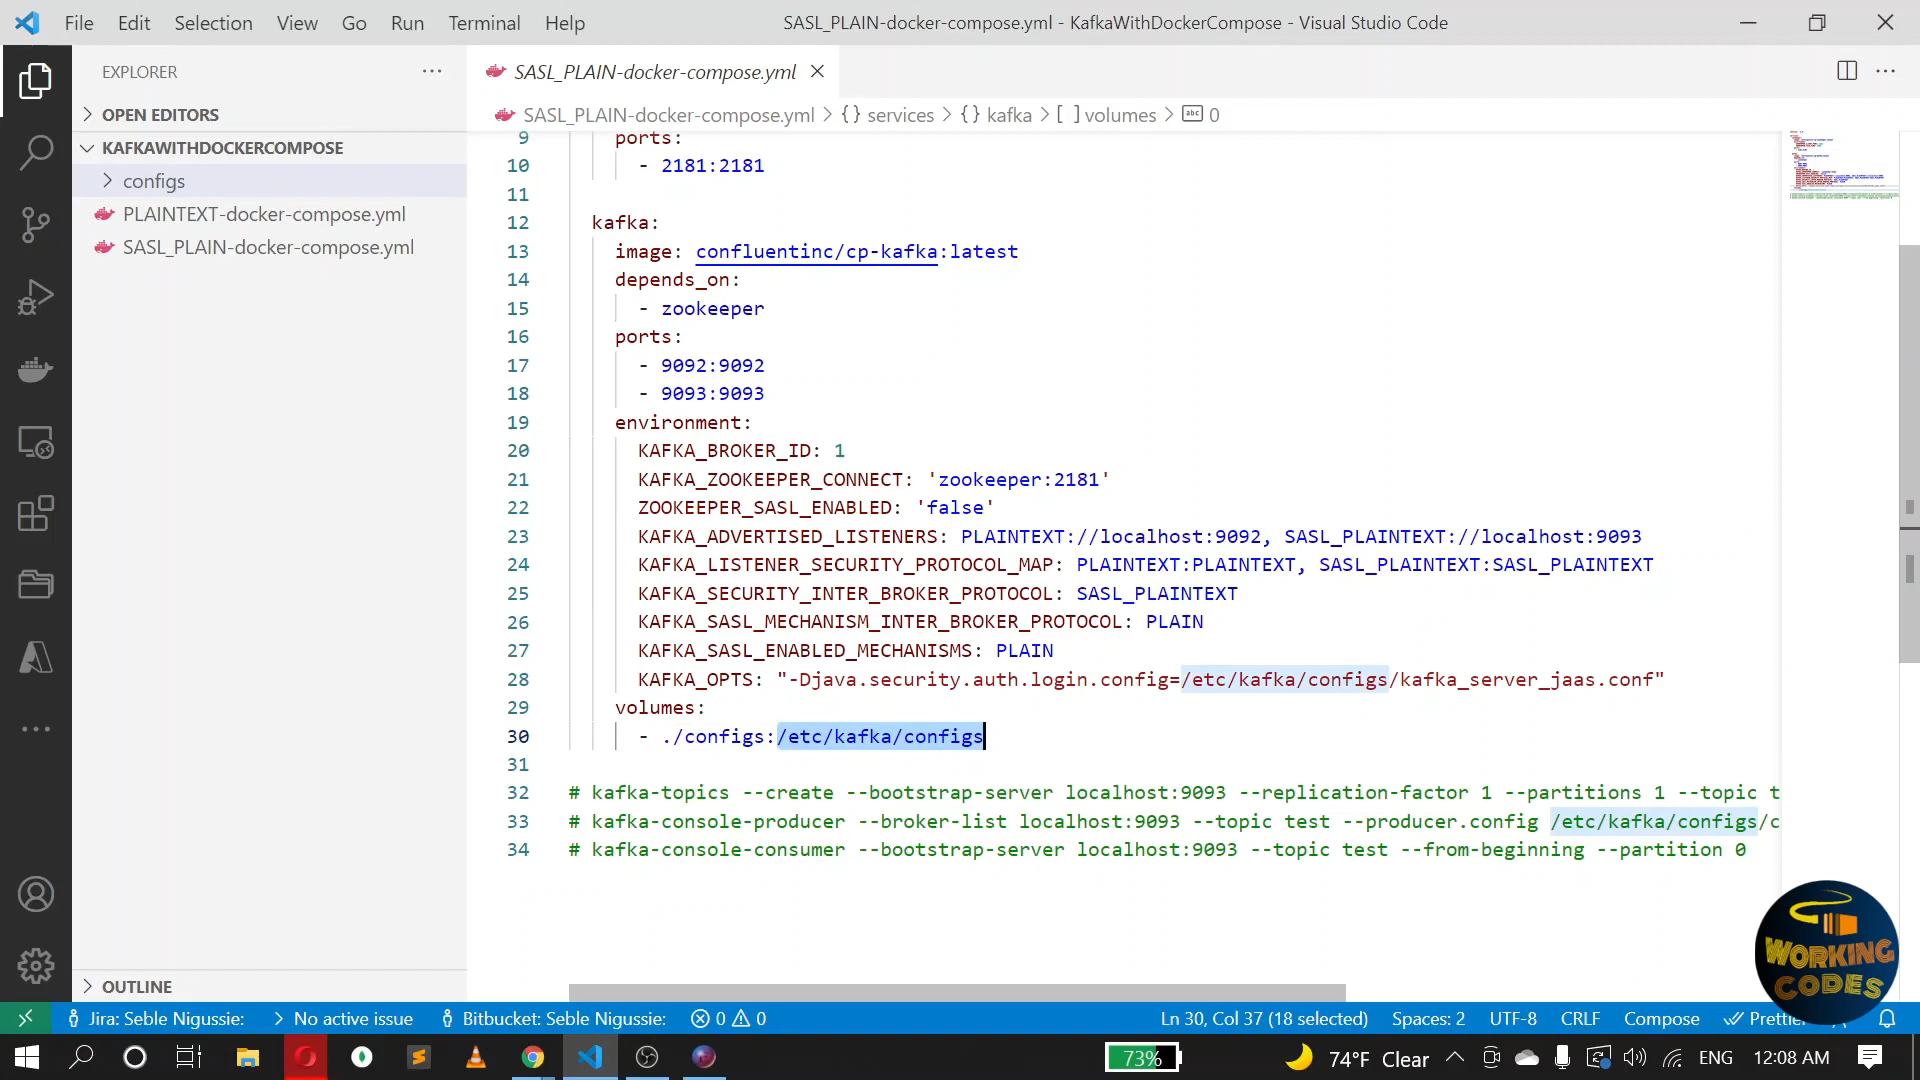 File Edit Selection View Go Run Terminal Help
SASL_PLAIN-docker-compose.yml - KafkaWithDockerCompose - Visual Studio Code
EXPLORER
OPEN EDITORS
KAFKAWITHDOCKERCOMPOSE
configs
PLAINTEXT-docker-compose.yml
SASL_PLAIN-docker-compose.yml
OUTLINE
SASL_PLAIN-docker-compose.yml
SASL_PLAIN-docker-compose.yml > {} services > {} kafka > [ ] volumes > abc 0
9 ports:
10 - 2181:2181
11
12 kafka:
13 image: confluentinc/cp-kafka:latest
14 depends_on:
15 - zookeeper
16 ports:
17 - 9092:9092
18 - 9093:9093
19 environment:
20 KAFKA_BROKER_ID: 1
21 KAFKA_ZOOKEEPER_CONNECT: 'zookeeper:2181'
22 ZOOKEEPER_SASL_ENABLED: 'false'
23 KAFKA_ADVERTISED_LISTENERS: PLAINTEXT://localhost:9092, SASL_PLAINTEXT://localhost:9093
24 KAFKA_LISTENER_SECURITY_PROTOCOL_MAP: PLAINTEXT:PLAINTEXT, SASL_PLAINTEXT:SASL_PLAINTEXT
25 KAFKA_SECURITY_INTER_BROKER_PROTOCOL: SASL_PLAINTEXT
26 KAFKA_SASL_MECHANISM_INTER_BROKER_PROTOCOL: PLAIN
27 KAFKA_SASL_ENABLED_MECHANISMS: PLAIN
28 KAFKA_OPTS: "-Djava.security.auth.login.config=/etc/kafka/configs/kafka_server_jaas.conf"
29 volumes:
30 - ./configs:/etc/kafka/configs
31
32 # kafka-topics --create --bootstrap-server localhost:9093 --replication-factor 1 --partitions 1 --topic t
33 # kafka-console-producer --broker-list localhost:9093 --topic test --producer.config /etc/kafka/configs/c
34 # kafka-console-consumer --bootstrap-server localhost:9093 --topic test --from-beginning --partition 0
WORKING
CODES
Jira: Seble Nigussie: No active issue Bitbucket: Seble Nigussie: 0 0 Ln 30, Col 37 (18 selected) Spaces: 2 UTF-8 CRLF Compose Prettier
73% 74°F Clear ENG 12:08 AM